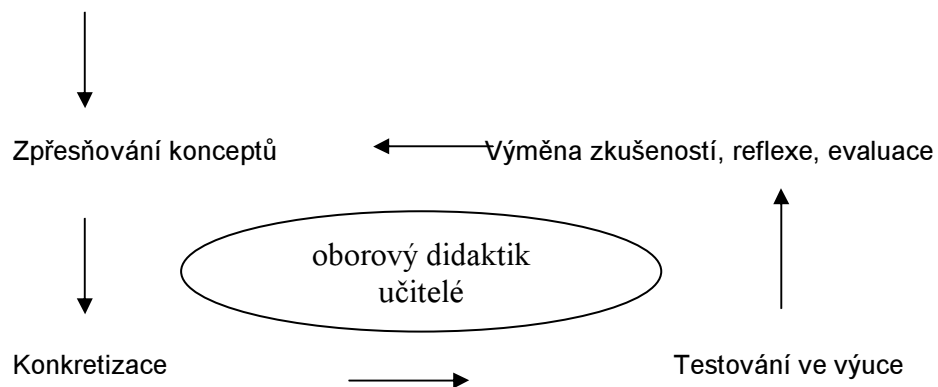 Zpřesňování konceptů
Výměna zkušeností, reflexe, evaluace
oborový didaktik
učitelé
Konkretizace
Testování ve výuce